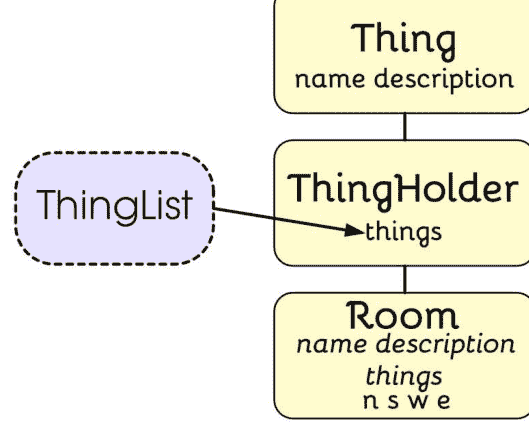 Thing
name description
ThingList
ThingHolder
things
Room
name description
things
n s w e